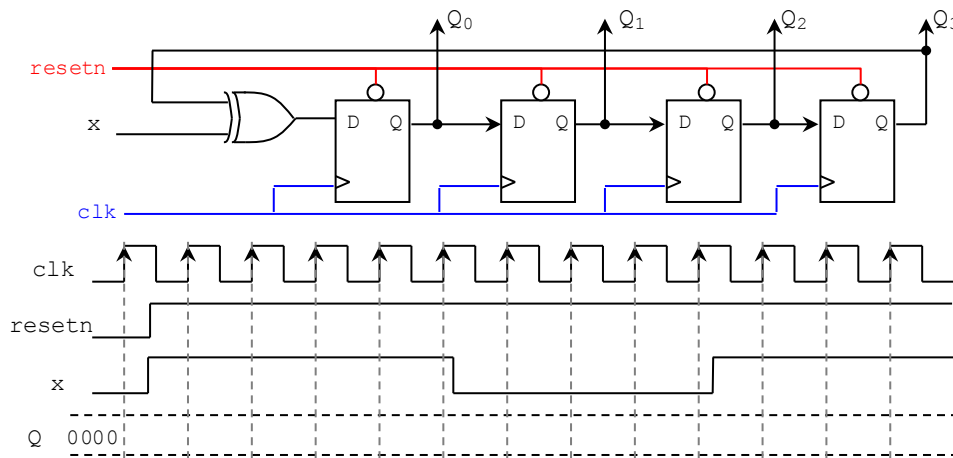 Q0 Q1 Q2 Q3
resetn
x
D Q D Q D Q D Q
clk
clk
resetn
x
Q 0000